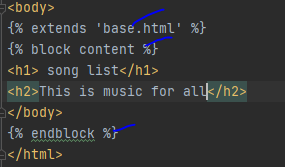 <body>
{% extends 'base.html' %}
{% block content %}
<h1> song list</h1>
<h2>This is music for all</h2>
</body>
{% endblock %}
</html>